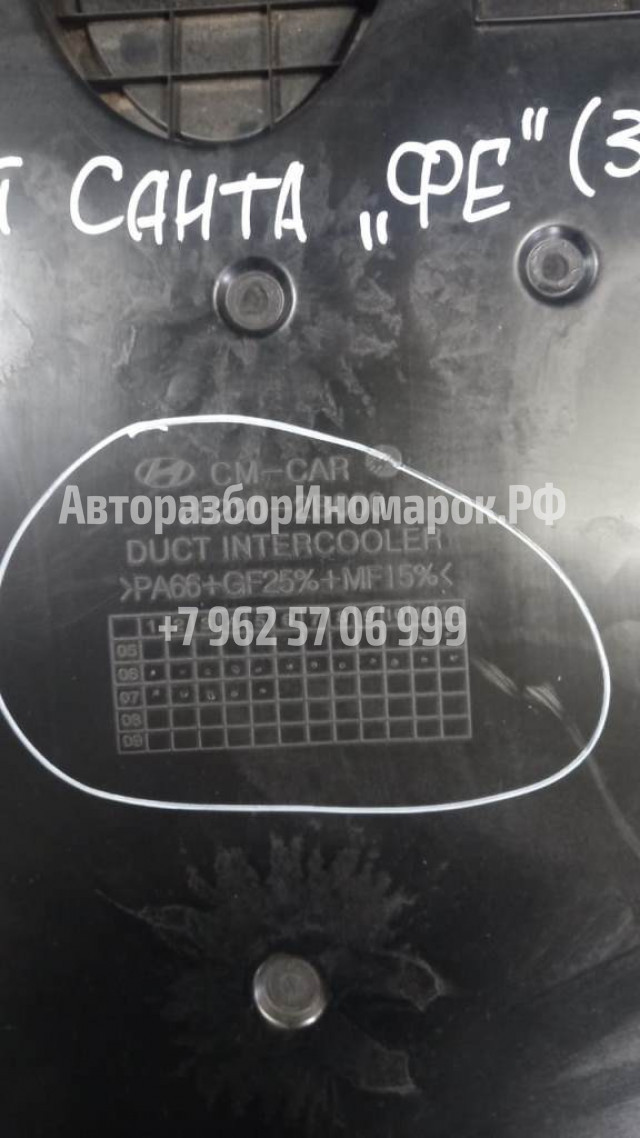 САНТА „ФЕ" (3
CM-CAR
АвторазборИномарок.РФ
DUCT INTERCOOLER
>PA66+GF25%+MF15%<
+7 962 57 06 999
05
06
07
08
09